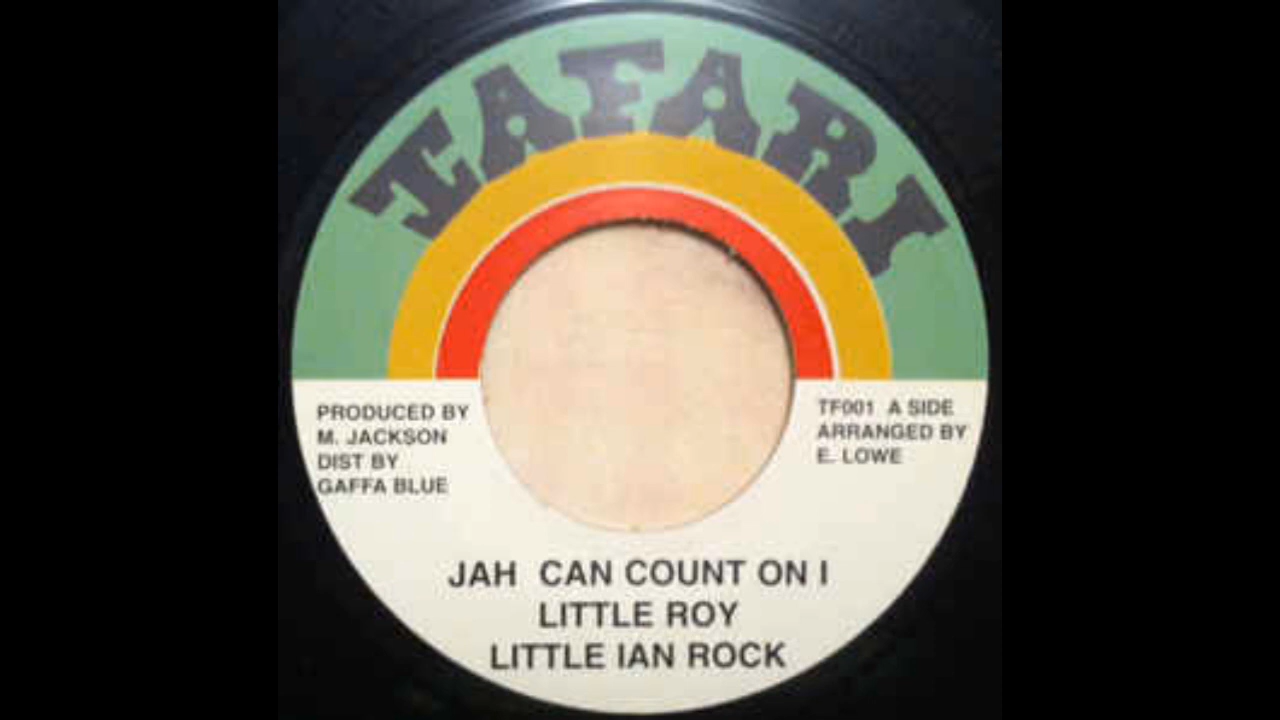 TAFARI
PRODUCED BY
M. JACKSON
DIST BY
GAFFA BLUE
TF001 A SIDE
ARRANGED BY
E. LOWE
JAH CAN COUNT ON I
LITTLE ROY
LITTLE IAN ROCK